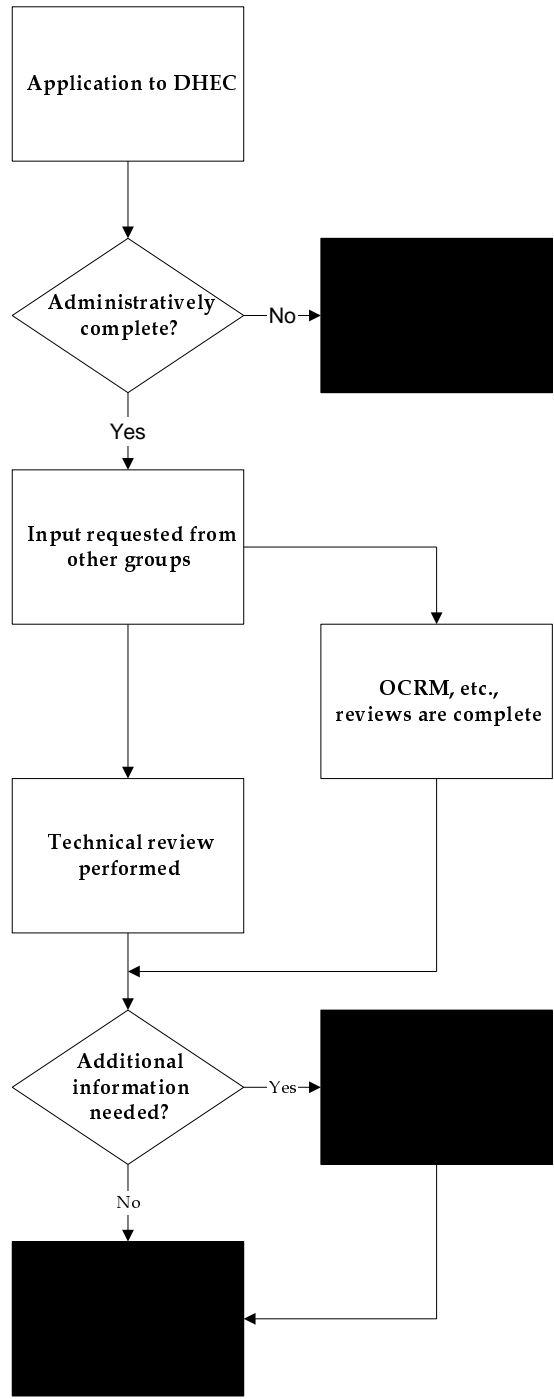 Application to DHEC
Administratively
complete?
No
Yes
Input requested from
other groups
OCRM, etc.,
reviews are complete
Technical review
performed
Additional
information
needed?
Yes
No